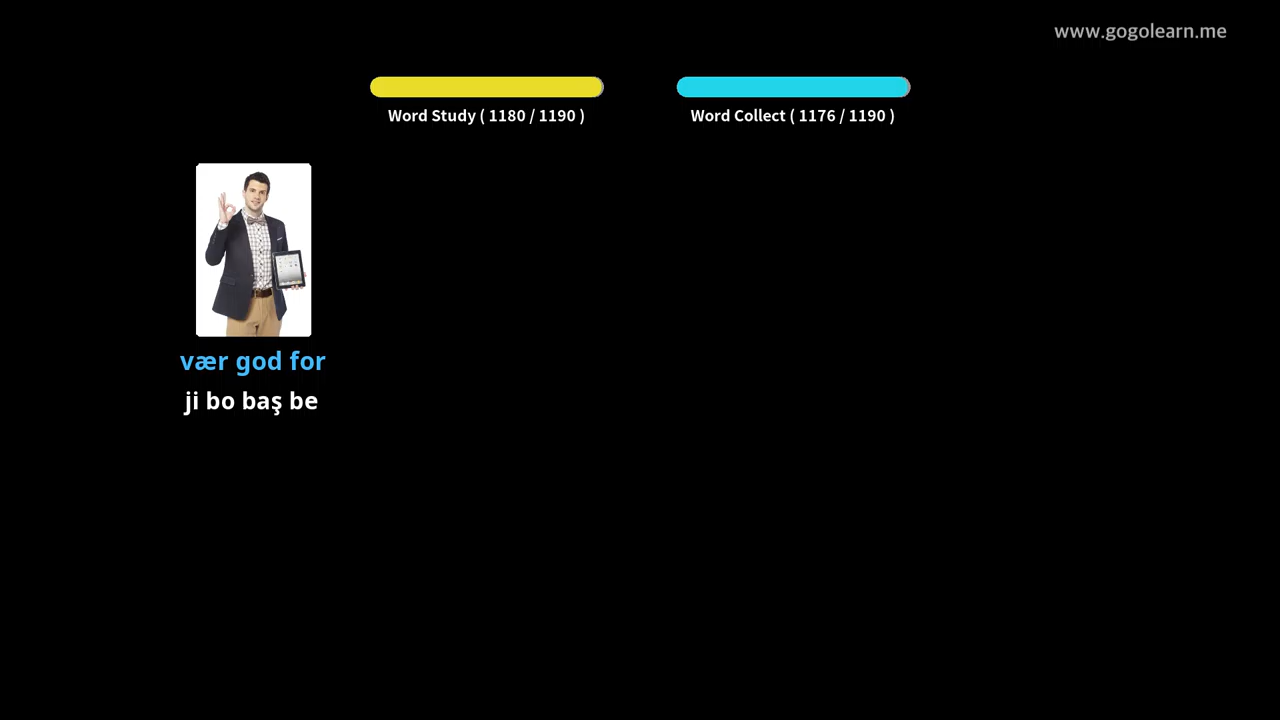 www.gogolearn.me
Word Study ( 1180 / 1190 )
Word Collect ( 1176 / 1190 )
vær god for
ji bo baş be